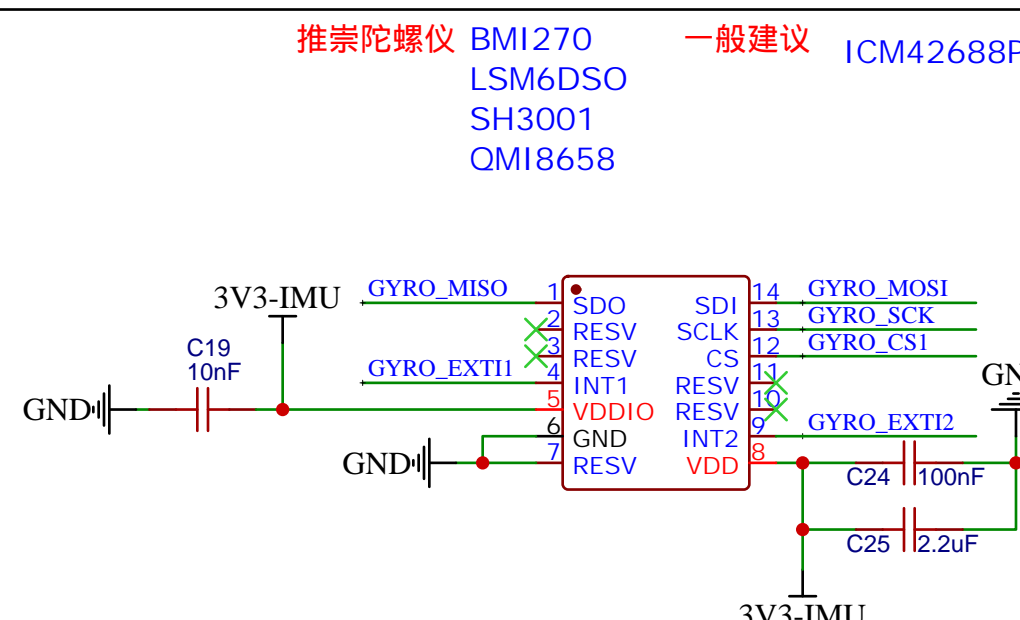 推崇陀螺仪 BMI270 一般建议 ICM42688P
LSM6DSO
SH3001
QMI8658
3V3-IMU
GYRO_MISO
1
SDO
SDI
14
GYRO_MOSI
2
RESV
SCLK
13
GYRO_SCK
C19
10nF
3
RESV
CS
12
GYRO_CS1
GYRO_EXTI1
4
INT1
RESV
11
GND
5
VDDIO
RESV
10
6
GND
INT2
9
GYRO_EXTI2
GND
7
RESV
VDD
8
C24
100nF
C25
2.2uF
3V3-IMU